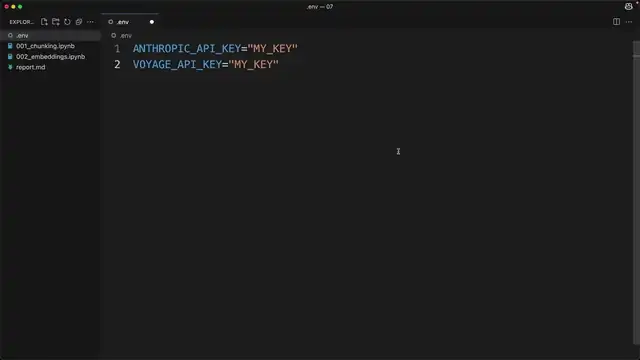 .env — 07
EXPLOR...
.env
.env
001_chunking.ipynb
002_embeddings.ipynb
report.md
.env
1 ANTHROPIC_API_KEY="MY_KEY"
2 VOYAGE_API_KEY="MY_KEY"